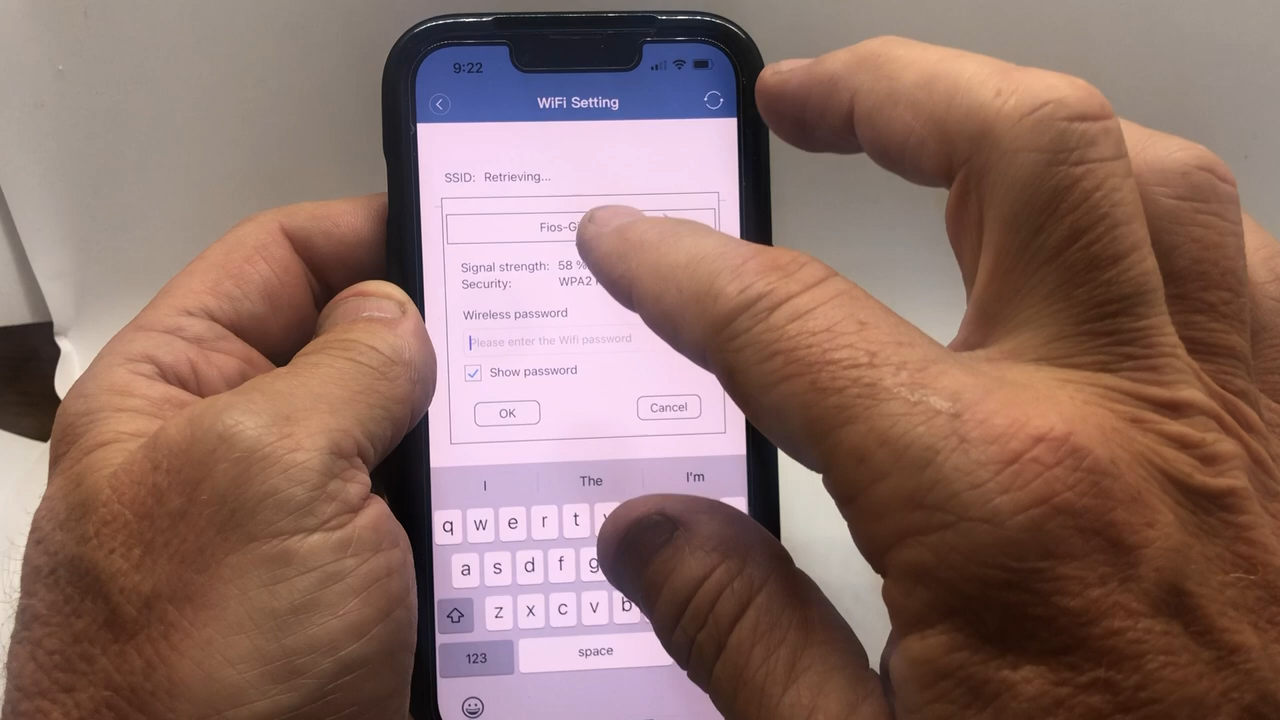 9:22
WiFi Setting
SSID: Retrieving...
Signal strength: 58 %
Security: WPA2
Wireless password
Please enter the Wifi password
Show password
OK Cancel
I The I'm
q w e r t
a s d f g
z x c v b
123 space